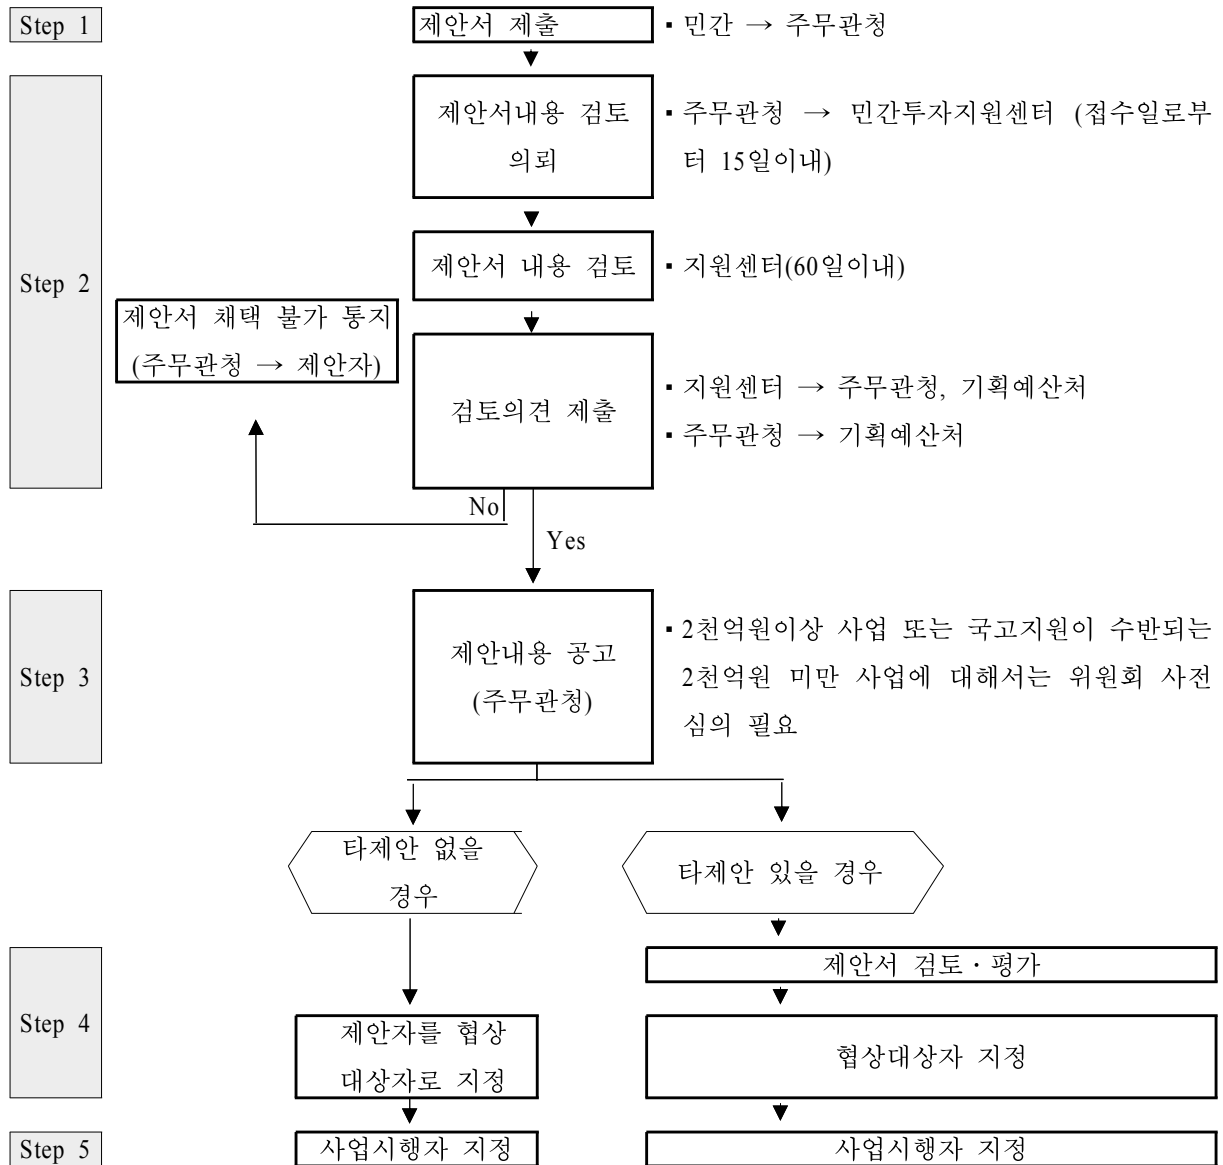 Step 1
제안서 제출
▪ 민간 → 주무관청
제안서내용 검토
의뢰
▪ 주무관청 → 민간투자지원센터 (접수일로부
터 15일이내)
Step 2
제안서 내용 검토
▪ 지원센터(60일이내)
제안서 채택 불가 통지
(주무관청 → 제안자)
검토의견 제출
▪ 지원센터 → 주무관청, 기획예산처
▪ 주무관청 → 기획예산처
No
Yes
Step 3
제안내용 공고
(주무관청)
▪ 2천억원이상 사업 또는 국고지원이 수반되는
2천억원 미만 사업에 대해서는 위원회 사전
심의 필요
타제안 없을
경우
타제안 있을 경우
Step 4
제안서 검토·평가
제안자를 협상
대상자로 지정
협상대상자 지정
Step 5
사업시행자 지정
사업시행자 지정